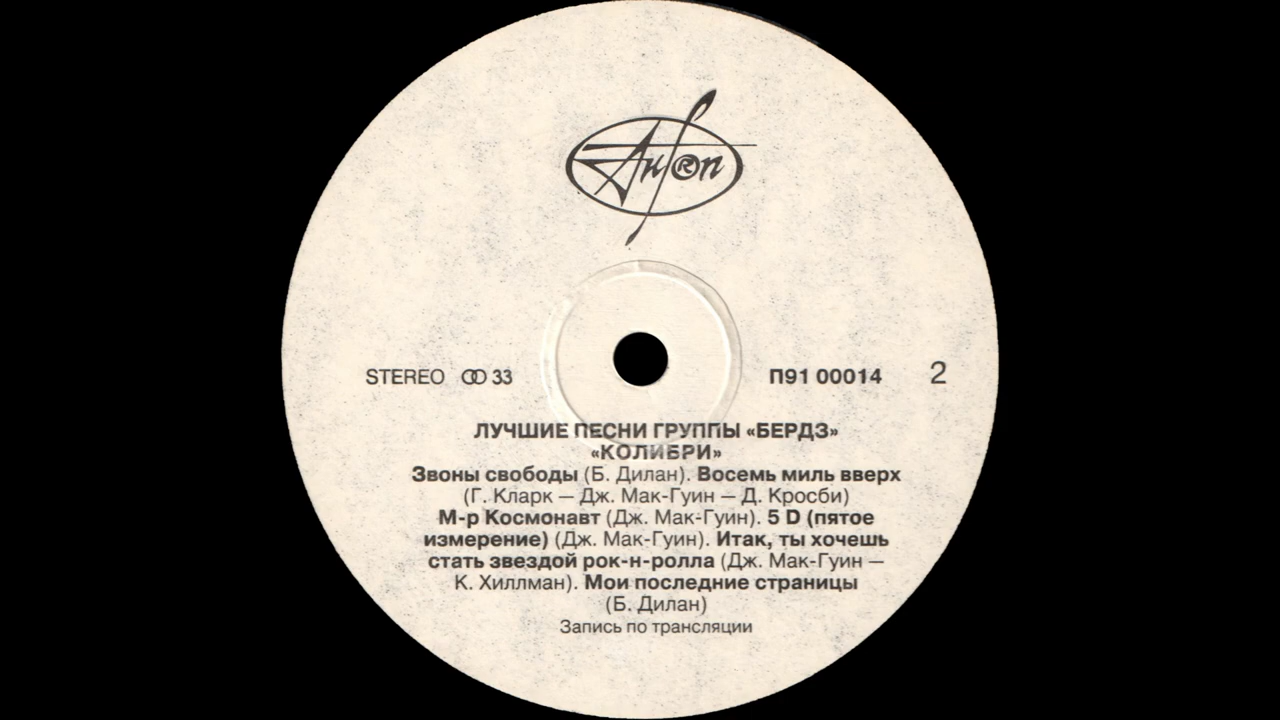 АнТроп
®
STEREO 33 П91 00014 2
ЛУЧШИЕ ПЕСНИ ГРУППЫ «БЕРДЗ»
«КОЛИБРИ»
Звоны свободы (Б. Дилан). Восемь миль вверх
(Г. Кларк — Дж. Мак-Гуин — Д. Кросби)
М-р Космонавт (Дж. Мак-Гуин). 5 D (пятое
измерение) (Дж. Мак-Гуин). Итак, ты хочешь
стать звездой рок-н-ролла (Дж. Мак-Гуин —
К. Хиллман). Мои последние страницы
(Б. Дилан)
Запись по трансляции